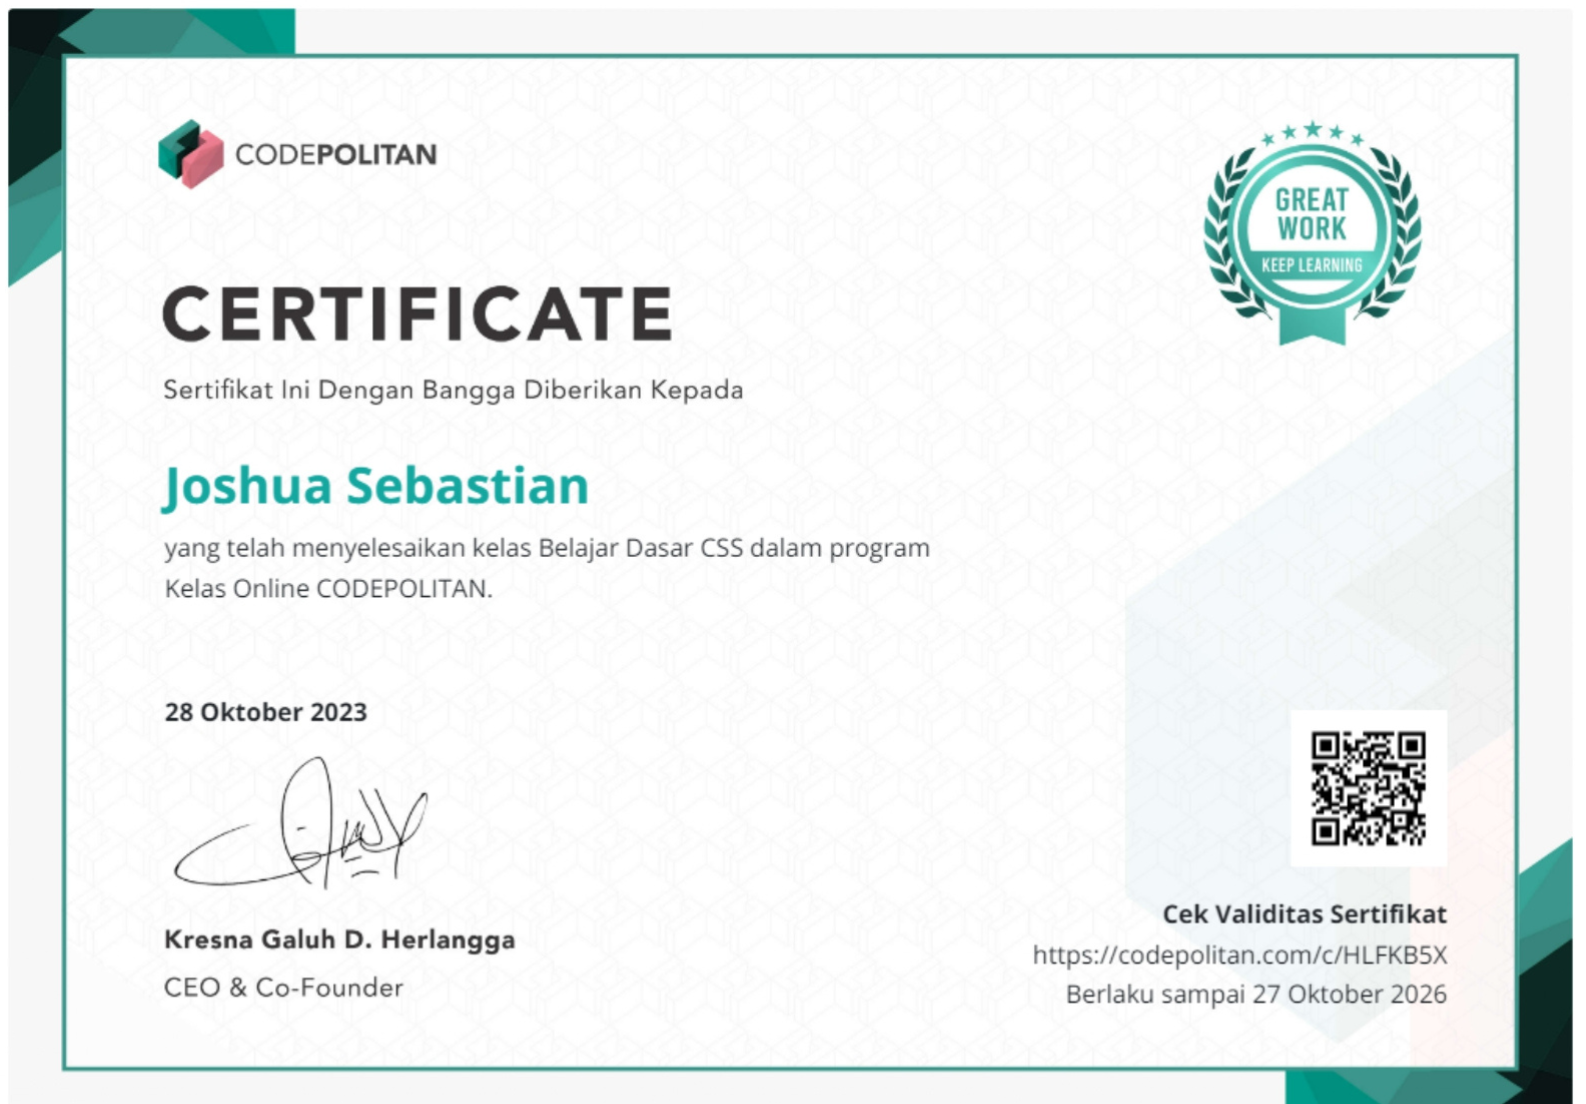 CODEPOLITAN
GREAT
WORK
KEEP LEARNING
CERTIFICATE
Sertifikat Ini Dengan Bangga Diberikan Kepada
Joshua Sebastian
yang telah menyelesaikan kelas Belajar Dasar CSS dalam program
Kelas Online CODEPOLITAN.
28 Oktober 2023
Kresna Galuh D. Herlangga
CEO & Co-Founder
Cek Validitas Sertifikat
https://codepolitan.com/c/HLFKB5X
Berlaku sampai 27 Oktober 2026